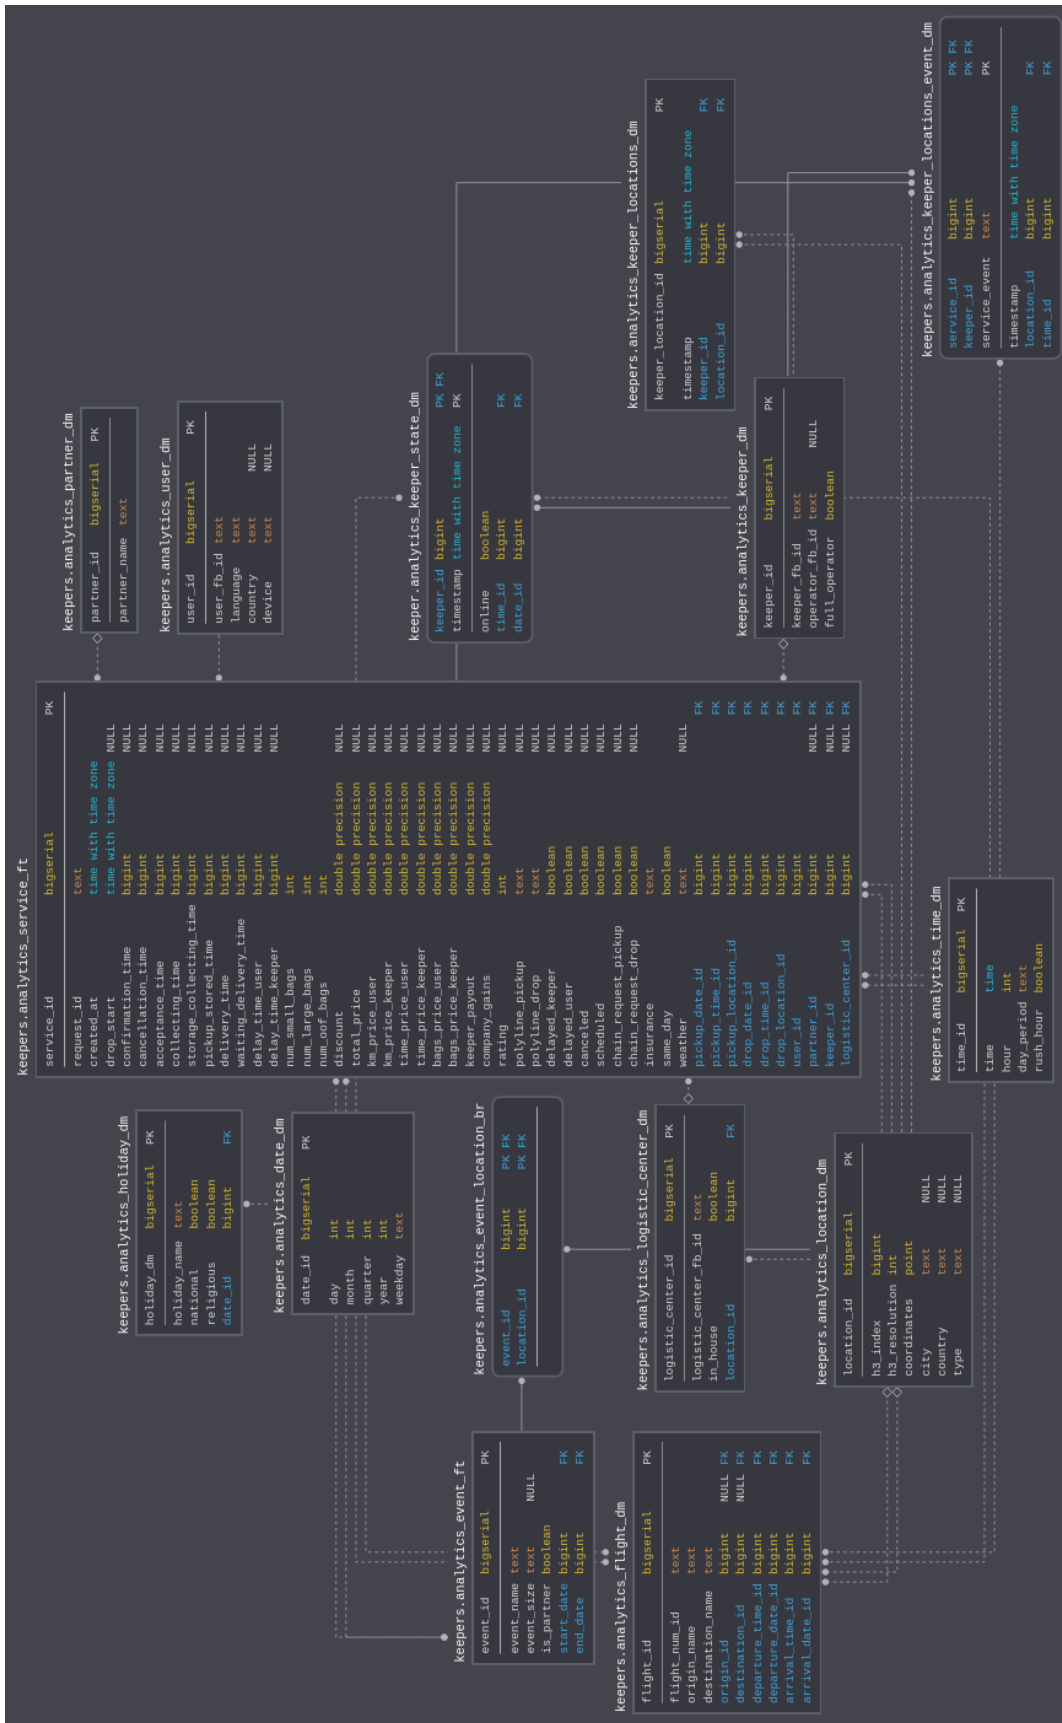 keepers.analytics_event_ft
event_id bigserial PK
event_name text
event_size text NULL
is_partner boolean
start_date bigint FK
end_date bigint FK
keepers.analytics_flight_dm
flight_id bigserial PK
flight_num_id text
origin_name text
destination_name text
origin_id bigint NULL FK
destination_id bigint NULL FK
departure_time_id bigint FK
departure_date_id bigint FK
arrival_time_id bigint FK
arrival_date_id bigint FK
keepers.analytics_holiday_dm
holiday_dm bigserial PK
holiday_name text
national boolean
religious boolean
date_id bigint FK
keepers.analytics_date_dm
date_id bigserial PK
day int
month int
quarter int
year int
weekday text
keepers.analytics_event_location_br
event_id bigint PK FK
location_id bigint PK FK
keepers.analytics_logistic_center_dm
logistic_center_id bigserial PK
logistic_center_fb_id text
in_house boolean
location_id bigint FK
keepers.analytics_location_dm
location_id bigserial PK
h3_index bigint
h3_resolution int
coordinates point
city text NULL
country text NULL
type text NULL
keepers.analytics_service_ft
service_id bigserial PK
request_id text
created_at time with time zone
drop_start time with time zone NULL
confirmation_time bigint NULL
cancellation_time bigint NULL
acceptance_time bigint NULL
collecting_time bigint NULL
storage_collecting_time bigint NULL
pickup_stored_time bigint NULL
delivery_time bigint NULL
waiting_delivery_time bigint NULL
delay_time_user bigint NULL
delay_time_keeper bigint NULL
num_small_bags int
num_large_bags int
num_oof_bags int
discount double precision NULL
total_price double precision NULL
km_price_user double precision NULL
km_price_keeper double precision NULL
time_price_user double precision NULL
time_price_keeper double precision NULL
bags_price_user double precision NULL
bags_price_keeper double precision NULL
keeper_payout double precision NULL
company_gains double precision NULL
rating int NULL
polyline_pickup text NULL
polyline_drop text NULL
delayed_keeper boolean NULL
delayed_user boolean NULL
canceled boolean NULL
scheduled boolean NULL
chain_request_pickup boolean NULL
chain_request_drop boolean NULL
insurance text
same_day boolean
weather text NULL
pickup_date_id bigint FK
pickup_time_id bigint FK
pickup_location_id bigint FK
drop_date_id bigint FK
drop_time_id bigint FK
drop_location_id bigint FK
user_id bigint FK
partner_id bigint NULL FK
keeper_id bigint NULL FK
logistic_center_id bigint NULL FK
keepers.analytics_time_dm
time_id bigserial PK
time time
hour int
day_period text
rush_hour boolean
keepers.analytics_partner_dm
partner_id bigserial PK
partner_name text
keepers.analytics_user_dm
user_id bigserial PK
user_fb_id text
language text
country text NULL
device text NULL
keeper.analytics_keeper_state_dm
keeper_id bigint PK FK
timestamp time with time zone PK
online boolean
time_id bigint FK
date_id bigint FK
keepers.analytics_keeper_dm
keeper_id bigserial PK
keeper_fb_id text
operator_fb_id text NULL
full_operator boolean
keepers.analytics_keeper_locations_dm
keeper_location_id bigserial PK
timestamp time with time zone
keeper_id bigint FK
location_id bigint FK
keepers.analytics_keeper_locations_event_dm
service_id bigint PK FK
keeper_id bigint PK FK
service_event text PK
timestamp time with time zone
location_id bigint FK
time_id bigint FK